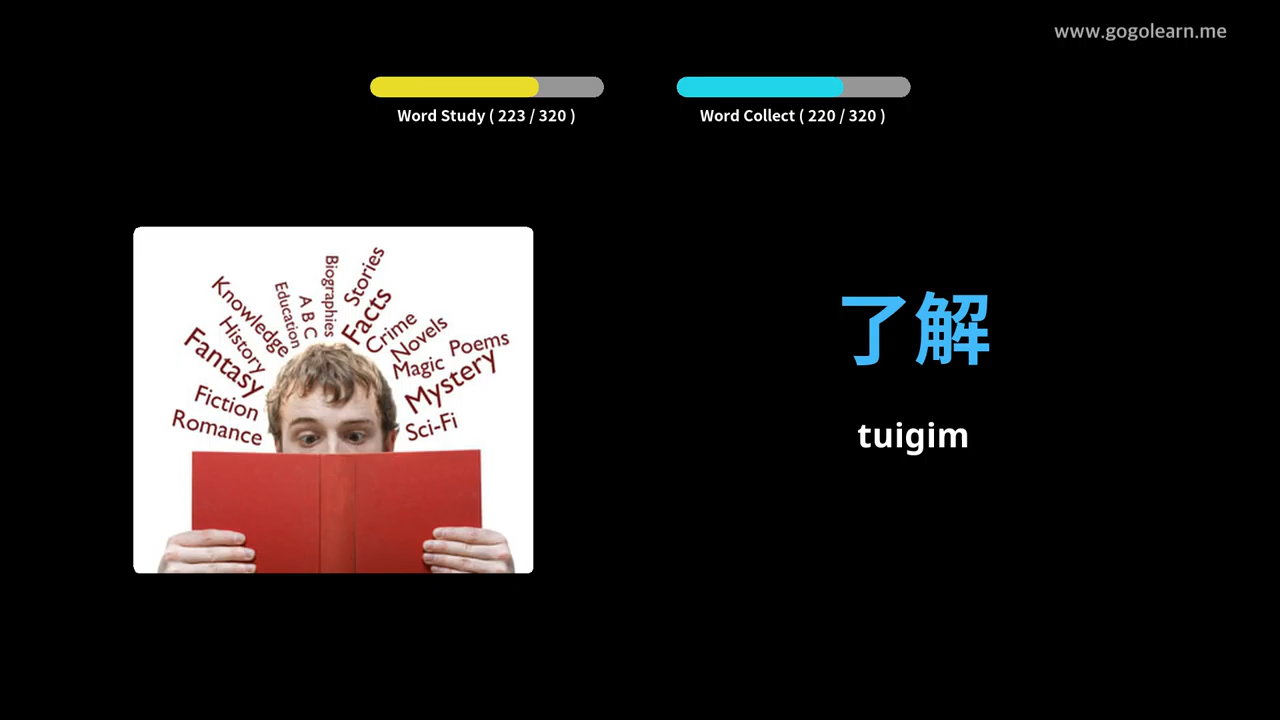 www.gogolearn.me
Word Study ( 223 / 320 )
Word Collect ( 220 / 320 )
Biographies
Stories
Education
A B C
Facts
Knowledge
Crime
History
Novels
Fantasy
Magic
Poems
Mystery
Fiction
Romance
Sci-Fi
了解
tuigim